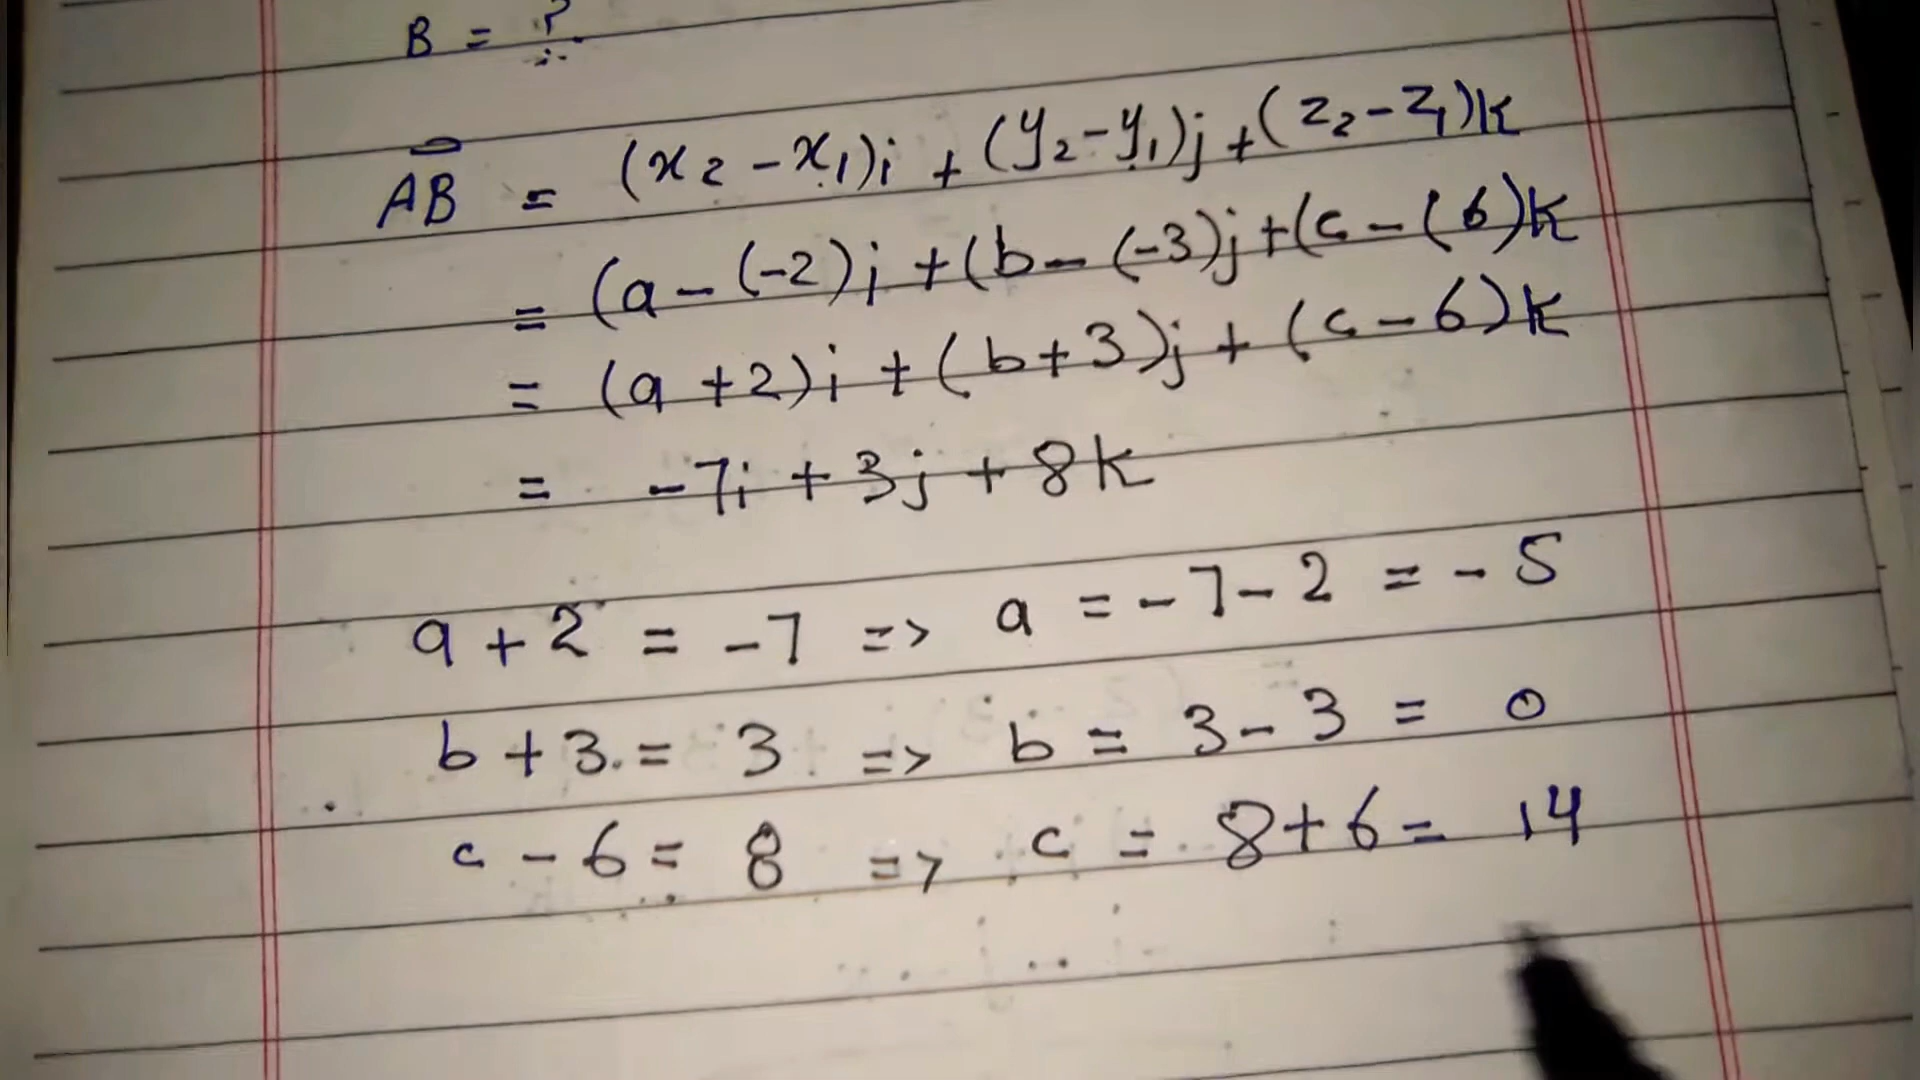 B = ?
AB = (x₂ - x₁)i + (y₂ - y₁)j + (z₂ - z₁)k
= (a - (-2)i + (b - (-3)j + (c - (6)k
= (a + 2)i + (b + 3)j + (c - 6)k
= -7i + 3j + 8k
a + 2 = -7 => a = -7 - 2 = -5
b + 3 = 3 => b = 3 - 3 = 0
c - 6 = 8 => c = 8 + 6 = 14